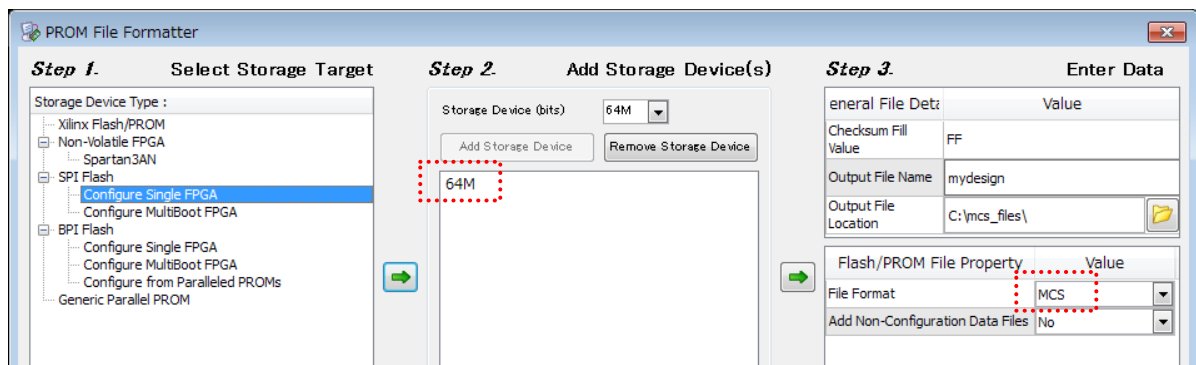 PROM File Formatter
Step 1. Select Storage Target
Storage Device Type :
Xilinx Flash/PROM
Non-Volatile FPGA
Spartan3AN
SPI Flash
Configure Single FPGA
Configure MultiBoot FPGA
BPI Flash
Configure Single FPGA
Configure MultiBoot FPGA
Configure from Paralleled PROMs
Generic Parallel PROM
Step 2. Add Storage Device(s)
Storage Device (bits) 64M
Add Storage Device Remove Storage Device
64M
Step 3. Enter Data
eneral File Deta Value
Checksum Fill
Value FF
Output File Name mydesign
Output File
Location C:\mcs_files\
Flash/PROM File Property Value
File Format MCS
Add Non-Configuration Data Files No